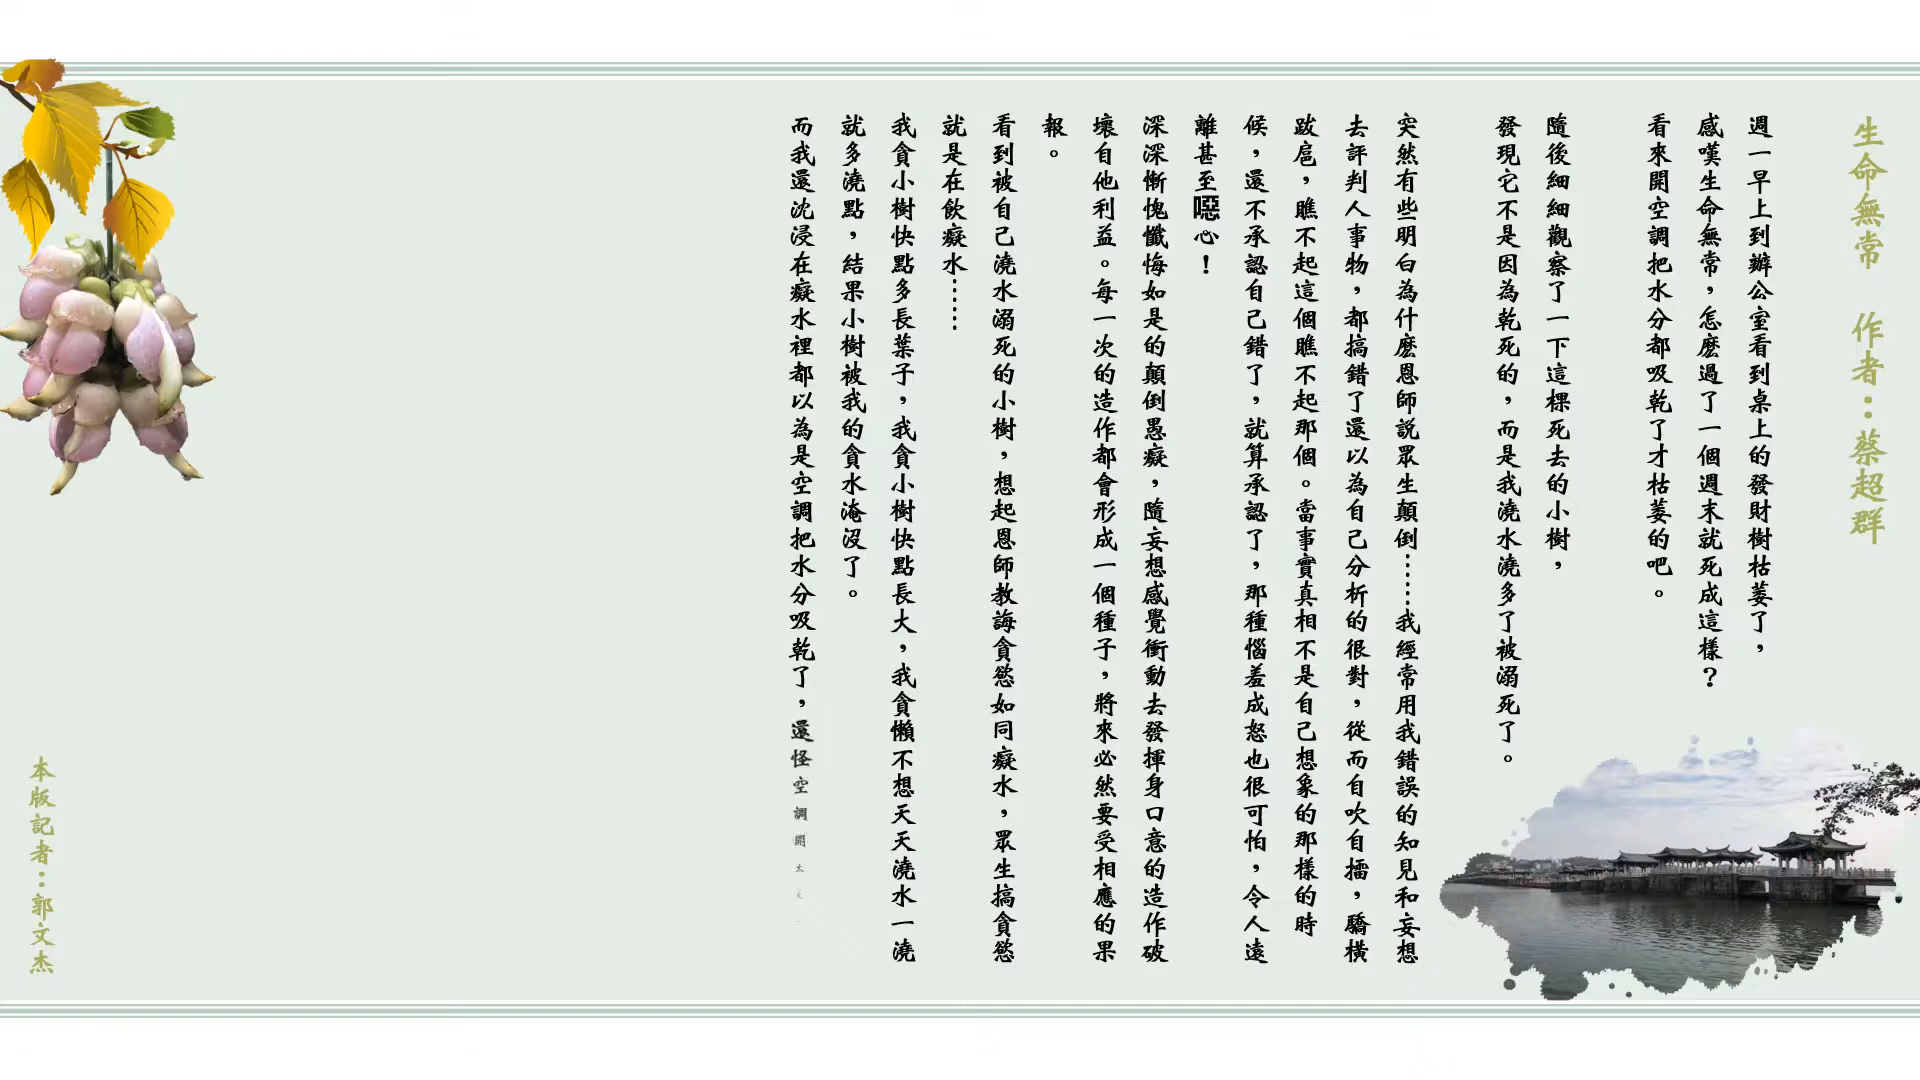 生命無常　作者：蔡超群
週一早上上到辦公室看到桌上的發財樹枯萎了，
感嘆生命無常，怎麼過了一個週末就死成這樣？
看來開空調把水分都吸乾了才枯萎的吧。
隨後細細觀察了一下這棵死去的小樹，
發現它不是因為乾死的，而是我澆水澆多了被溺死了。
突然有些明白為什麼恩師説眾生顛倒……我經常用我錯誤的知見和妄想
去評判人事物，都搞錯了還以為自己分析的很對，從而自吹自擂，驕橫
跋扈，瞧不起這個瞧不起那個。當事實真相不是自己想象的那樣的時
候，還不承認自己錯了，就算承認了，那種惱羞成怒也很可怕，令人遠
離甚至噁心！
深深慚愧懺悔如是的顛倒愚癡，隨妄想感覺衝動去發揮身口意的造作破
壞自他利益。每一次的造作都會形成一個種子，將來必然要受相應的果
報。
看到被自己澆水溺死的小樹，想起恩師教誨貪慾如同癡水，眾生搞貪慾
就是在飲癡水……
我貪小樹快點多長葉子，我貪小樹快點長大，我貪懶不想天天澆水一澆
就多澆點，結果小樹被我的貪水淹沒了。
而我還沈浸在癡水裡都以為是空調把水分吸乾了，還怪空調開太大
本版記者：郭文杰